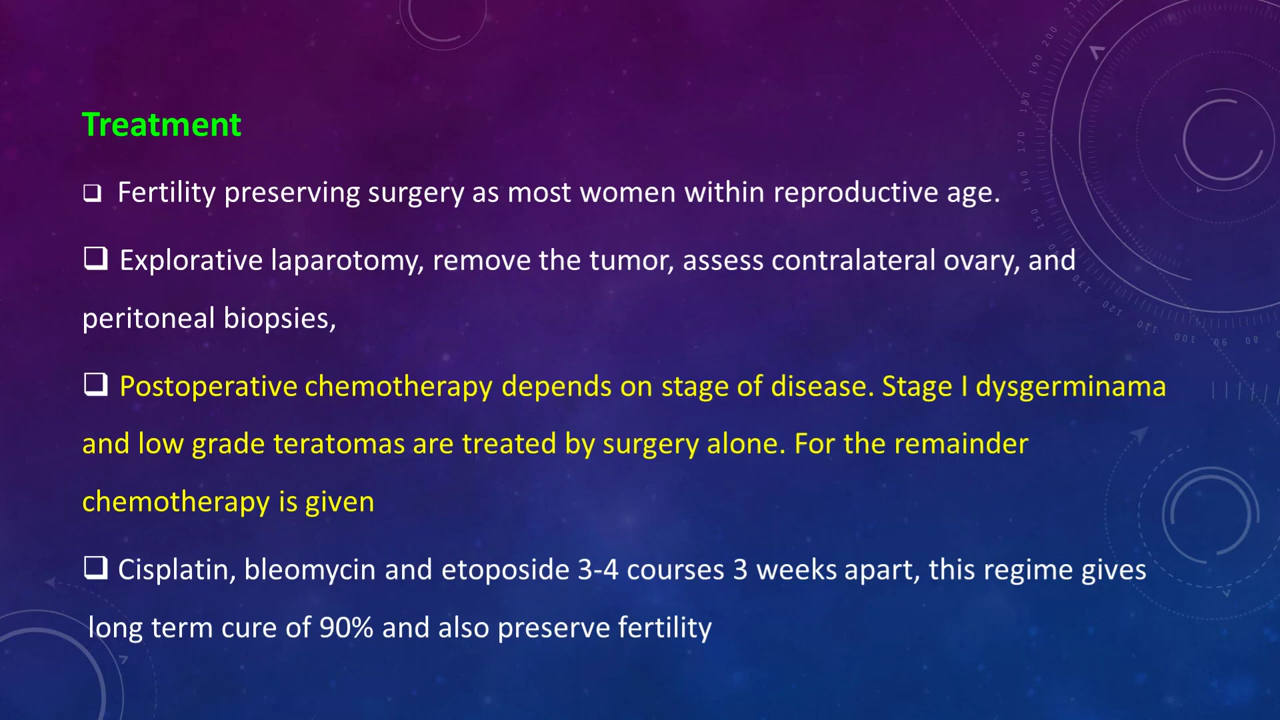 Treatment
❑ Fertility preserving surgery as most women within reproductive age.
❑ Explorative laparotomy, remove the tumor, assess contralateral ovary, and
peritoneal biopsies,
❑ Postoperative chemotherapy depends on stage of disease. Stage I dysgerminama
and low grade teratomas are treated by surgery alone. For the remainder
chemotherapy is given
❑ Cisplatin, bleomycin and etoposide 3-4 courses 3 weeks apart, this regime gives
long term cure of 90% and also preserve fertility